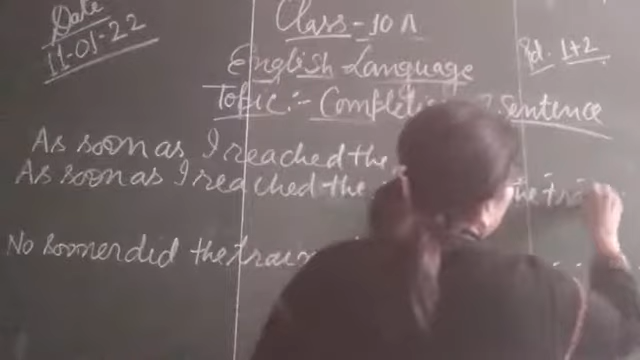 Date
11-01-22
Class - 10 A
Pd. 1+2
English Language
Topic :- Completi Sentence
As soon as I reached the
As soon as I reached the the
No sooner did the train